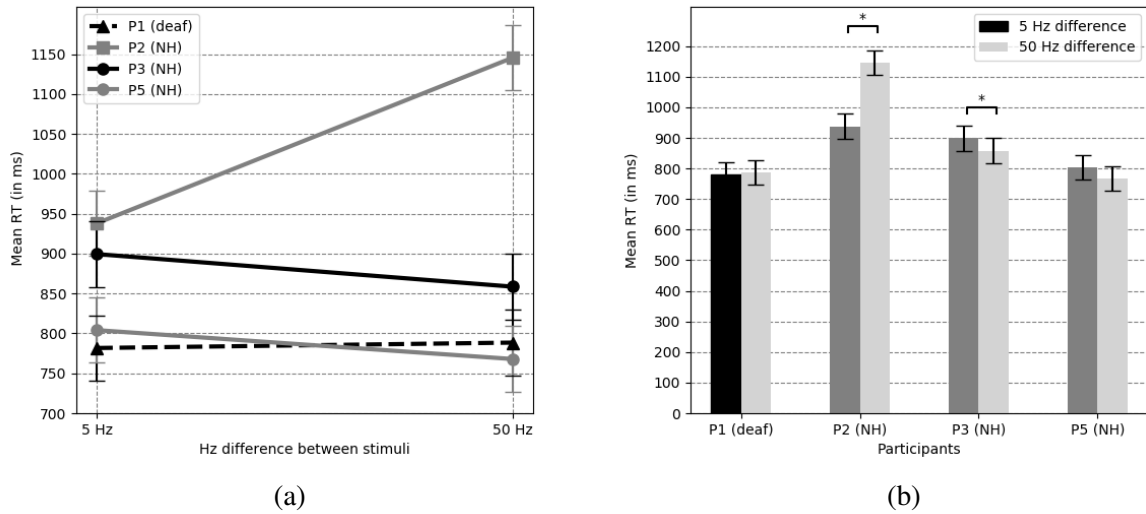 P1 (deaf)
P2 (NH)
P3 (NH)
P5 (NH)
Mean RT (in ms)
1150
1100
1050
1000
950
900
850
800
750
700
5 Hz
50 Hz
Hz difference between stimuli
(a)
5 Hz difference
50 Hz difference
*
*
Mean RT (in ms)
1200
1100
1000
900
800
700
600
500
400
300
200
100
0
P1 (deaf) P2 (NH) P3 (NH) P5 (NH)
Participants
(b)